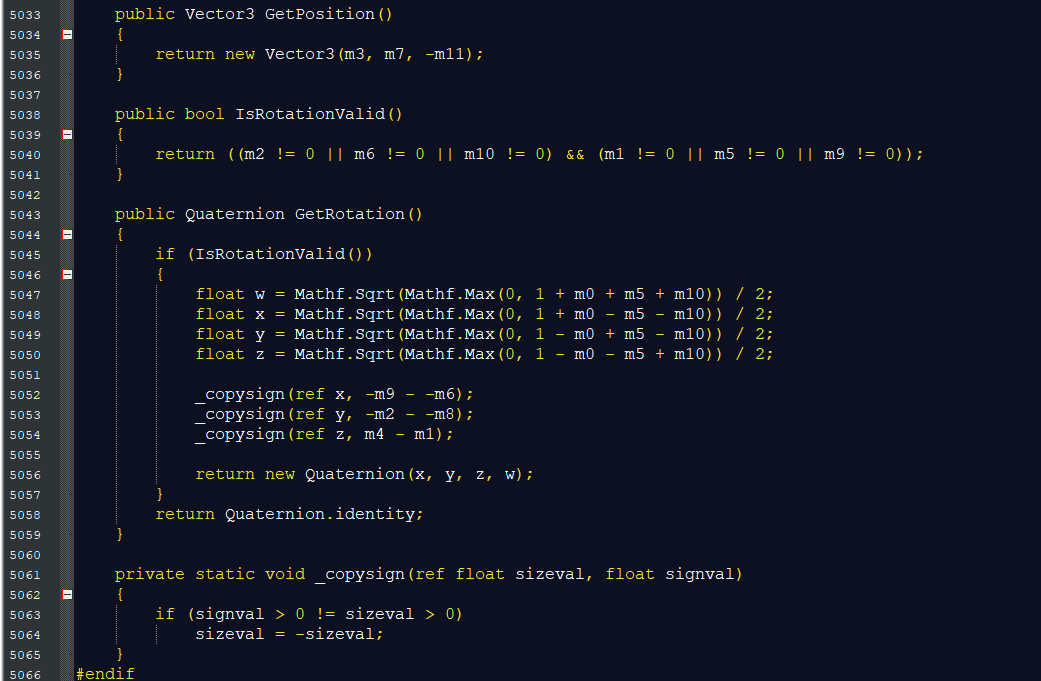 5033 public Vector3 GetPosition()
5034 {
5035 return new Vector3(m3, m7, -m11);
5036 }
5037
5038 public bool IsRotationValid()
5039 {
5040 return ((m2 != 0 || m6 != 0 || m10 != 0) && (m1 != 0 || m5 != 0 || m9 != 0));
5041 }
5042
5043 public Quaternion GetRotation()
5044 {
5045 if (IsRotationValid())
5046 {
5047 float w = Mathf.Sqrt(Mathf.Max(0, 1 + m0 + m5 + m10)) / 2;
5048 float x = Mathf.Sqrt(Mathf.Max(0, 1 + m0 - m5 - m10)) / 2;
5049 float y = Mathf.Sqrt(Mathf.Max(0, 1 - m0 + m5 - m10)) / 2;
5050 float z = Mathf.Sqrt(Mathf.Max(0, 1 - m0 - m5 + m10)) / 2;
5051
5052 _copysign(ref x, -m9 - -m6);
5053 _copysign(ref y, -m2 - -m8);
5054 _copysign(ref z, m4 - m1);
5055
5056 return new Quaternion(x, y, z, w);
5057 }
5058 return Quaternion.identity;
5059 }
5060
5061 private static void _copysign(ref float sizeval, float signval)
5062 {
5063 if (signval > 0 != sizeval > 0)
5064 sizeval = -sizeval;
5065 }
5066 #endif